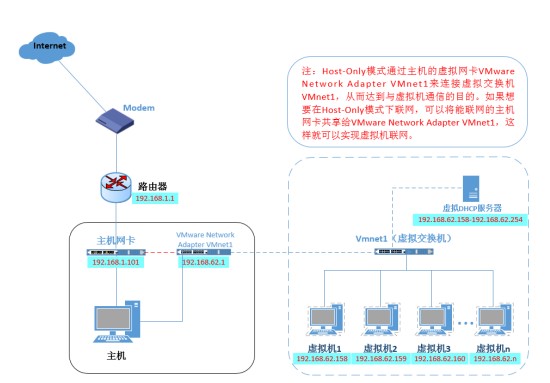 Internet
注：Host-Only模式通过主机的虚拟网卡VMware
Network Adapter VMnet1来连接虚拟交换机
VMnet1，从而达到与虚拟机通信的目的。如果想
要在Host-Only模式下联网，可以将能联网的主机
网卡共享给VMware Network Adapter VMnet1，这
样就可以实现虚拟机联网。
Modem
路由器
192.168.1.1
虚拟DHCP服务器
192.168.62.158-192.168.62.254
主机网卡
192.168.1.101
VMware Network
Adapter VMnet1
192.168.62.1
Vmnet1（虚拟交换机）
主机
虚拟机1
192.168.62.158
虚拟机2
192.168.62.159
虚拟机3
192.168.62.160
虚拟机n
192.168.62.n